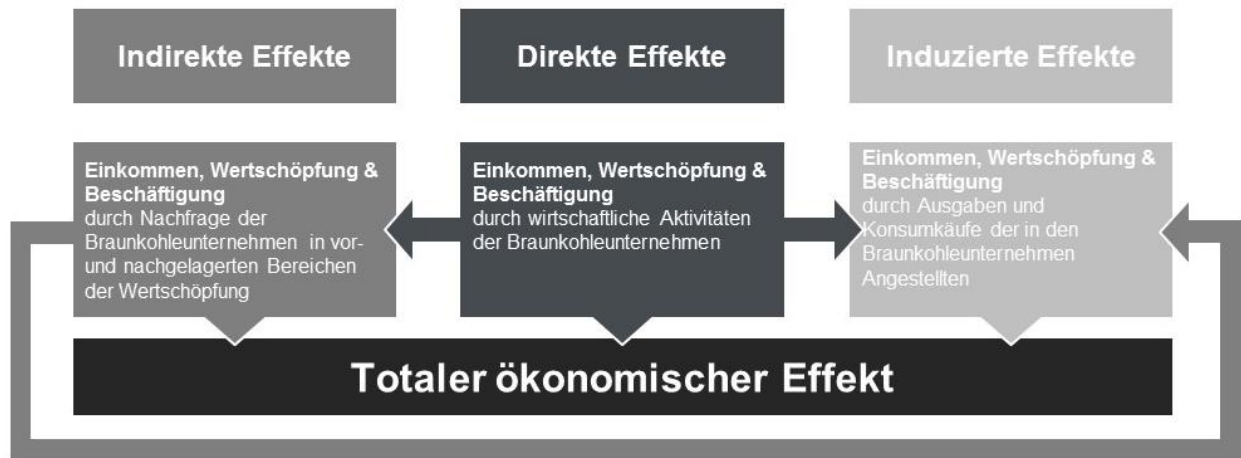 Indirekte Effekte
Direkte Effekte
Induzierte Effekte
Einkommen, Wertschöpfung &
Beschäftigung
durch Nachfrage der
Braunkohleunternehmen in vor-
und nachgelagerten Bereichen
der Wertschöpfung
Einkommen, Wertschöpfung &
Beschäftigung
durch wirtschaftliche Aktivitäten
der Braunkohleunternehmen
Einkommen, Wertschöpfung &
Beschäftigung
durch Ausgaben und
Konsumkäufe der in den
Braunkohleunternehmen
Angestellten
Totaler ökonomischer Effekt